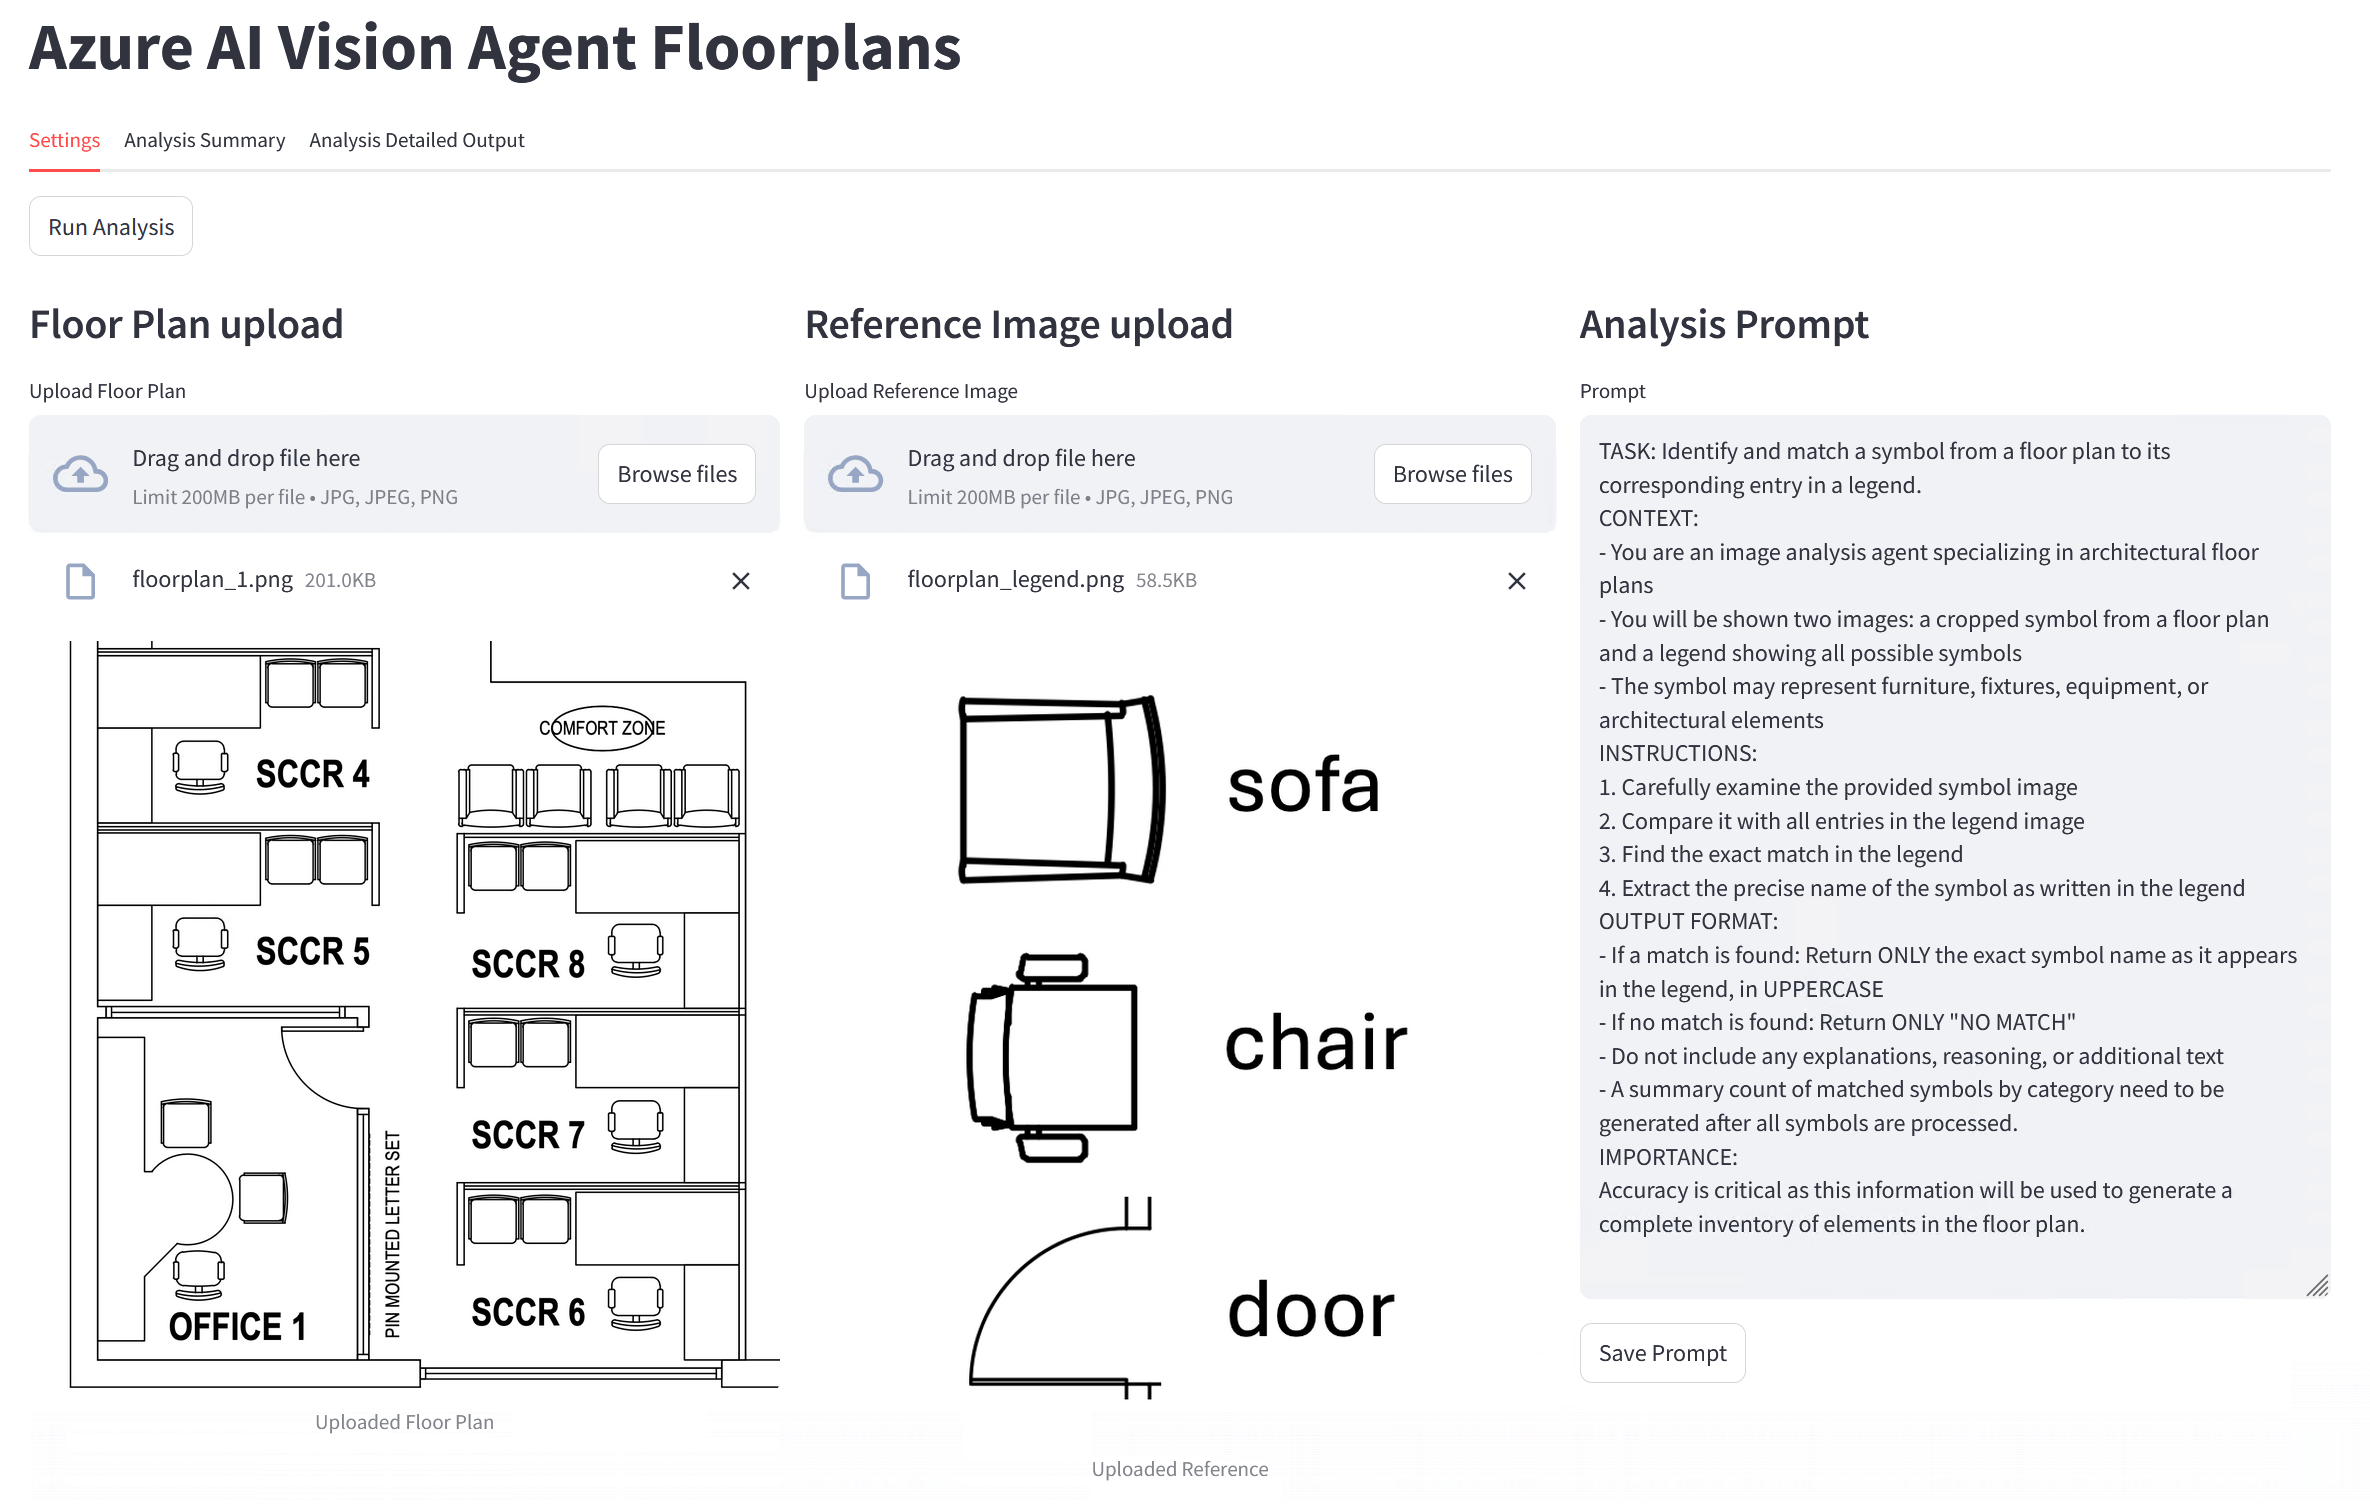 Azure AI Vision Agent Floorplans
Settings
Analysis Summary
Analysis Detailed Output
Run Analysis
Floor Plan upload
Upload Floor Plan
Drag and drop file here
Limit 200MB per file • JPG, JPEG, PNG
Browse files
floorplan_1.png 201.0KB
COMFORT ZONE
SCCR 4
SCCR 5
SCCR 8
SCCR 7
SCCR 6
PIN MOUNTED LETTER SET
OFFICE 1
Uploaded Floor Plan
Reference Image upload
Upload Reference Image
Drag and drop file here
Limit 200MB per file • JPG, JPEG, PNG
Browse files
floorplan_legend.png 58.5KB
sofa
chair
door
Uploaded Reference
Analysis Prompt
Prompt
TASK: Identify and match a symbol from a floor plan to its
corresponding entry in a legend.
CONTEXT:
- You are an image analysis agent specializing in architectural floor
plans
- You will be shown two images: a cropped symbol from a floor plan
and a legend showing all possible symbols
- The symbol may represent furniture, fixtures, equipment, or
architectural elements
INSTRUCTIONS:
1. Carefully examine the provided symbol image
2. Compare it with all entries in the legend image
3. Find the exact match in the legend
4. Extract the precise name of the symbol as written in the legend
OUTPUT FORMAT:
- If a match is found: Return ONLY the exact symbol name as it appears
in the legend, in UPPERCASE
- If no match is found: Return ONLY "NO MATCH"
- Do not include any explanations, reasoning, or additional text
- A summary count of matched symbols by category need to be
generated after all symbols are processed.
IMPORTANCE:
Accuracy is critical as this information will be used to generate a
complete inventory of elements in the floor plan.
Save Prompt